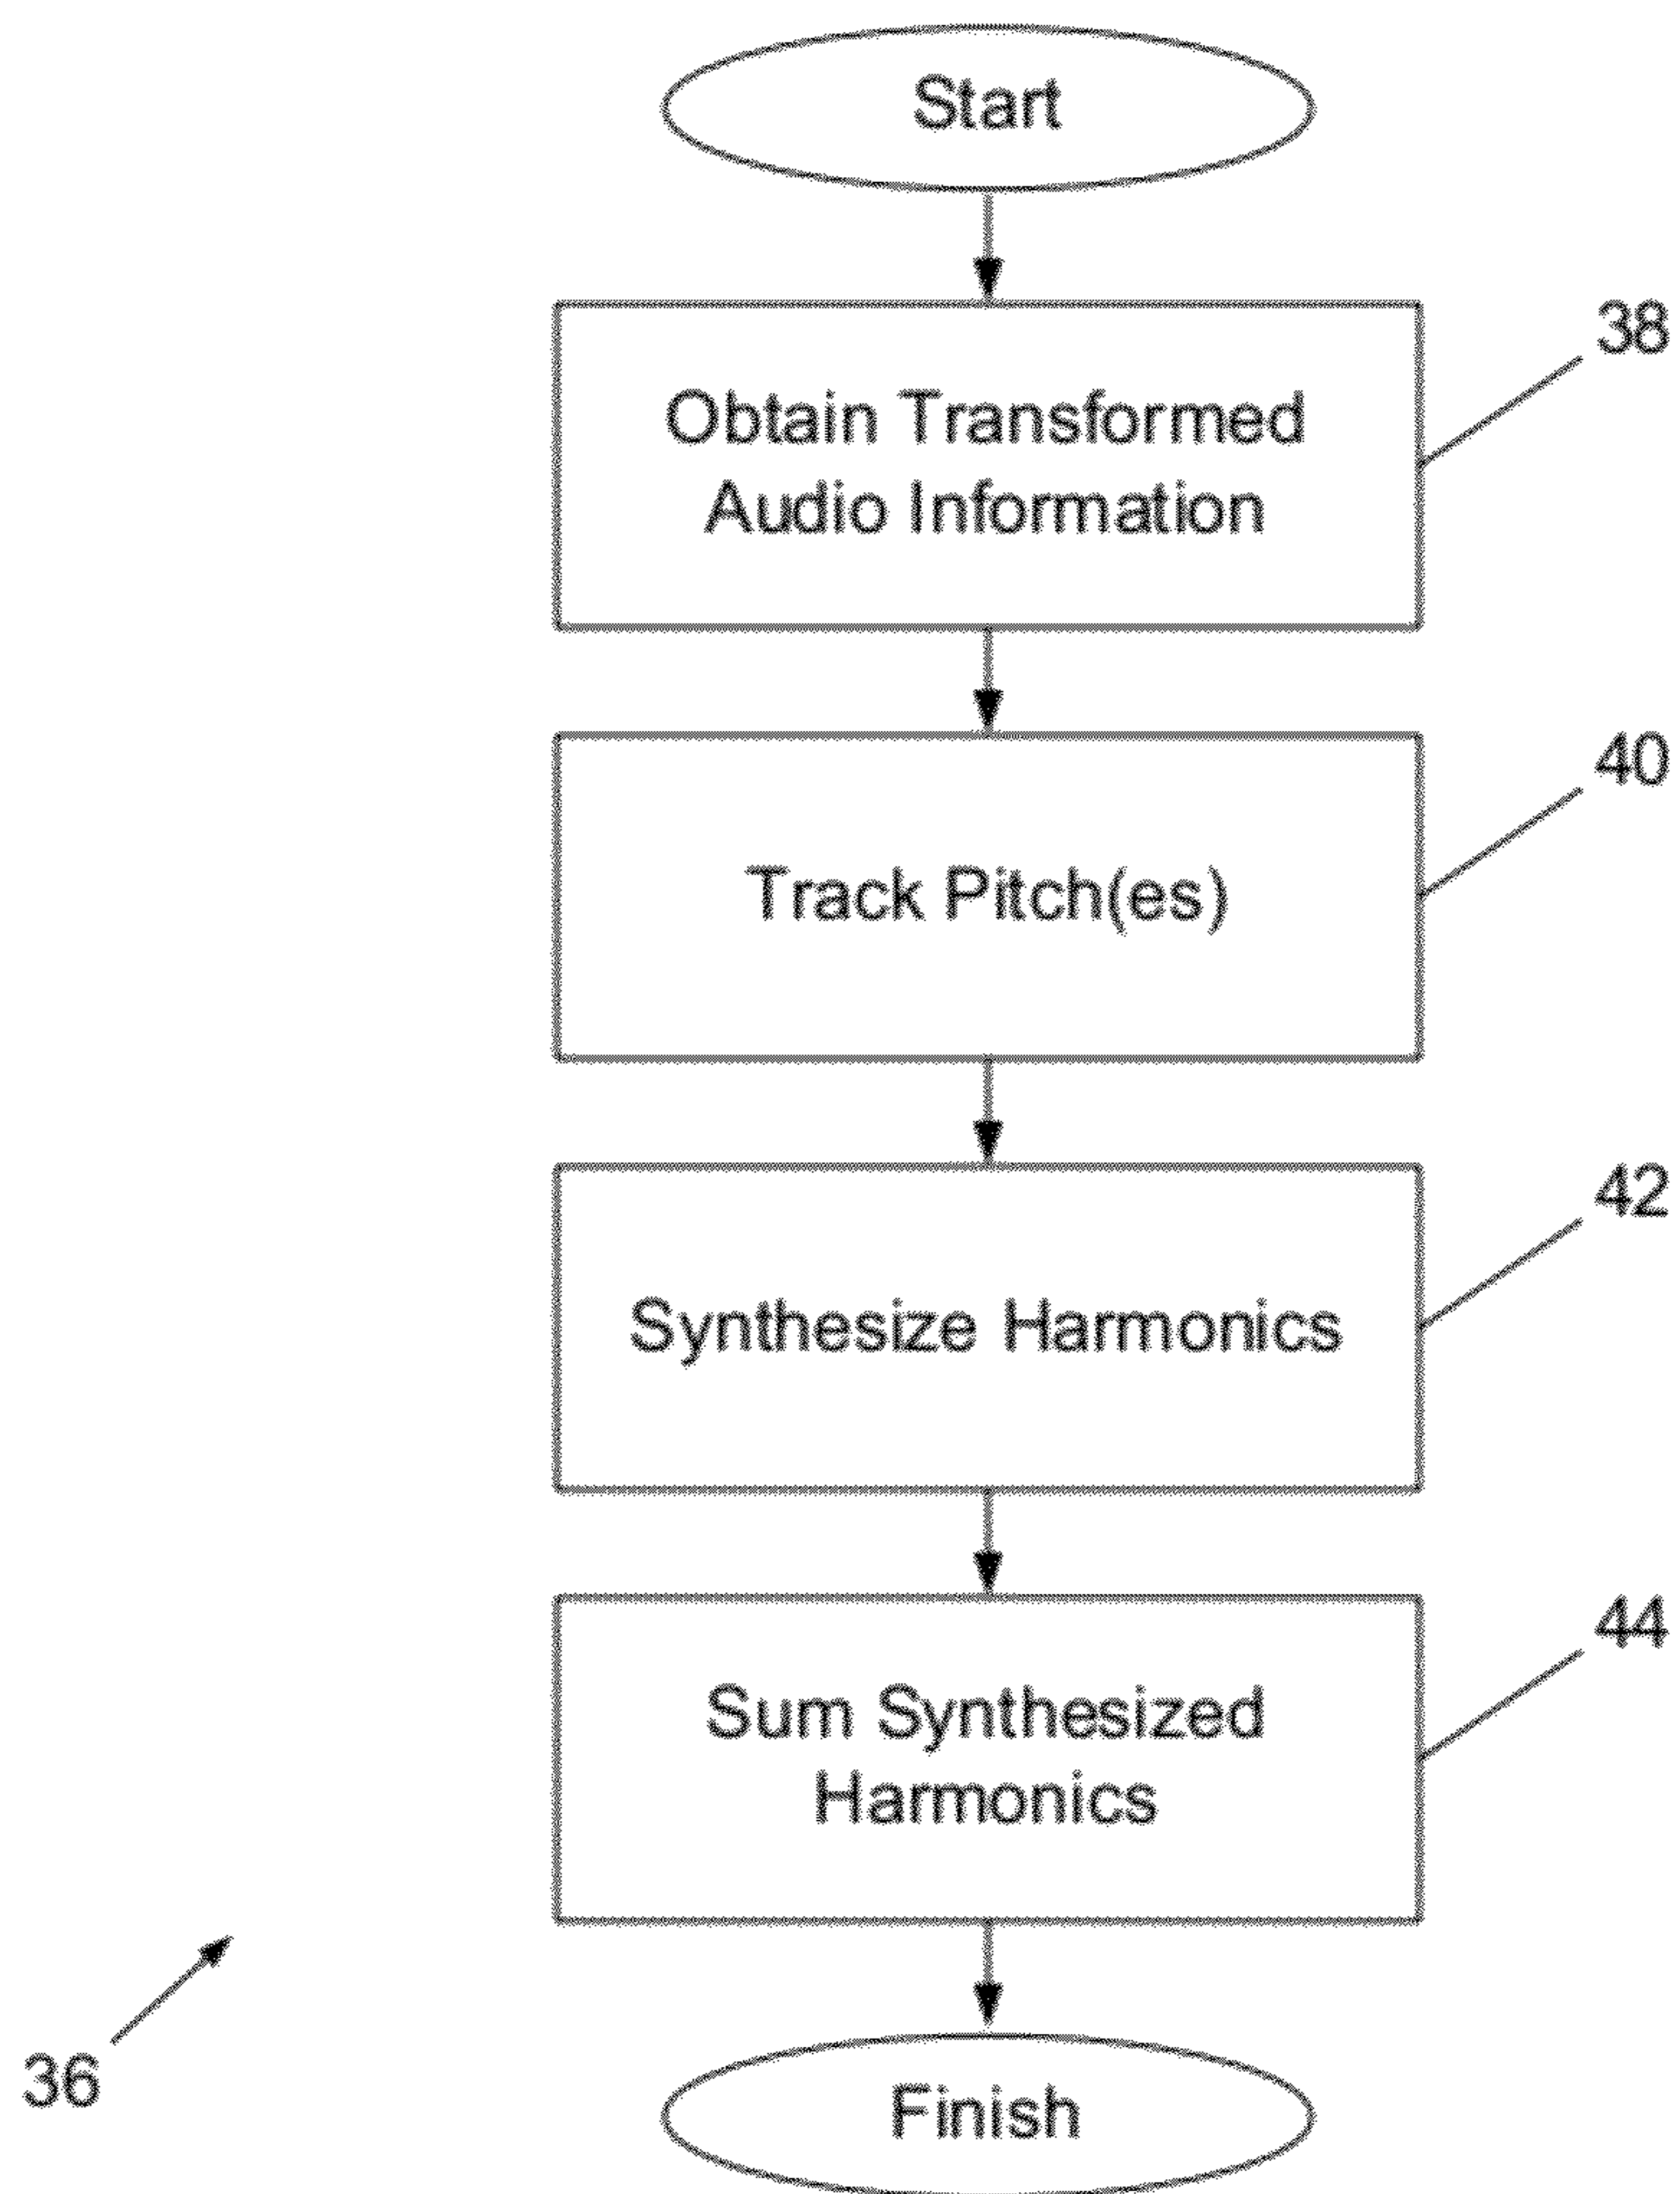 Start
38
Obtain Transformed
Audio Information
40
Track Pitch(es)
42
Synthesize Harmonics
44
Sum Synthesized
Harmonics
36
Finish